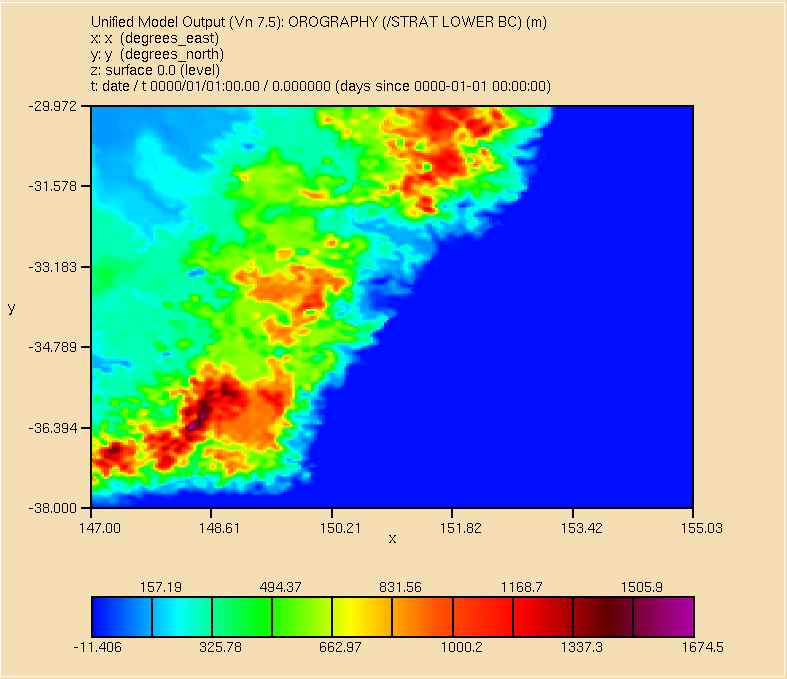 Unified Model Output (Vn 7.5): OROGRAPHY (/STRAT LOWER BC) (m)
x: x (degrees_east)
y: y (degrees_north)
z: surface 0.0 (level)
t: date / t 0000/01/01:00.00 / 0.000000 (days since 0000-01-01 00:00:00)
-29.972
-31.578
-33.183
y
-34.789
-36.394
-38.000
147.00 148.61 150.21 151.82 153.42 155.03
x
157.19 494.37 831.56 1168.7 1505.9
-11.406 325.78 662.97 1000.2 1337.3 1674.5